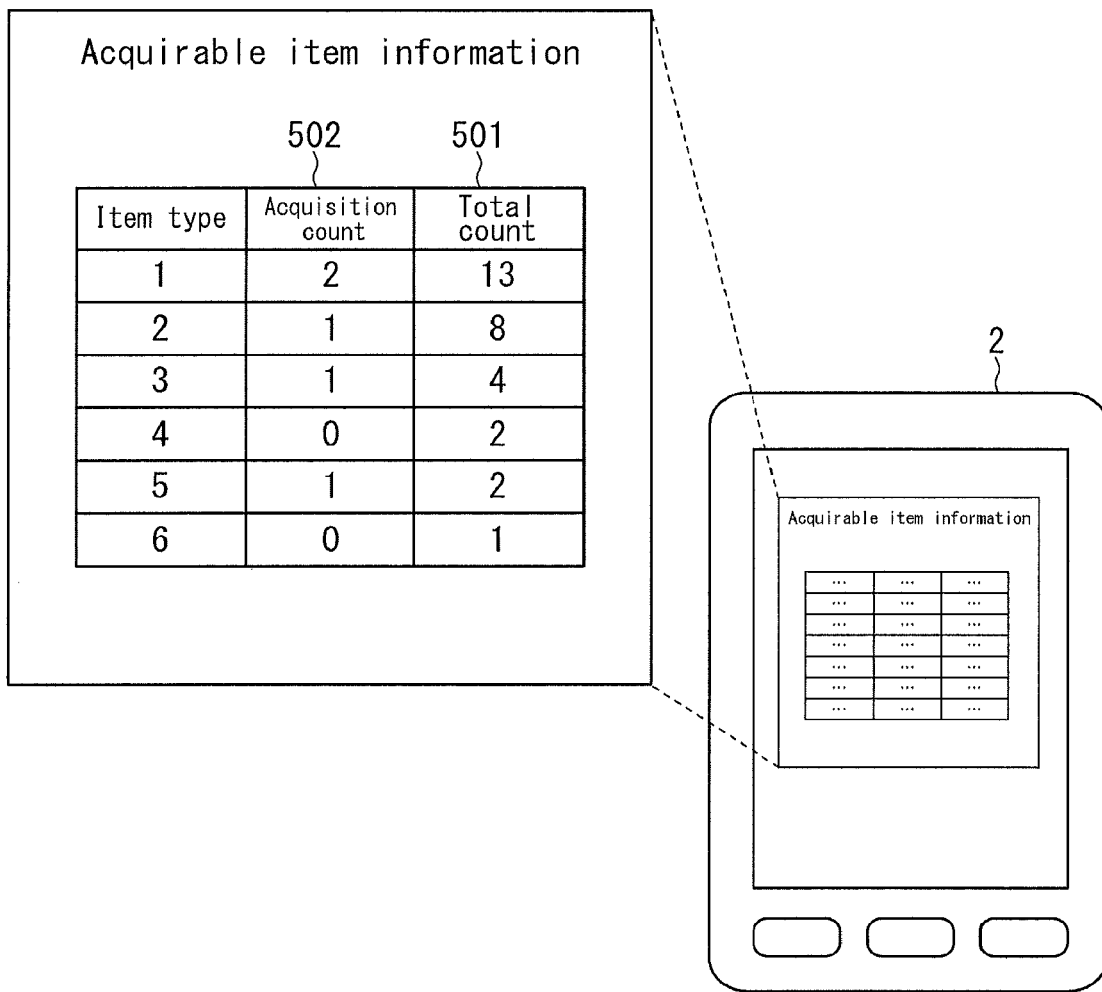 Acquirable item information
502 501
Item type Acquisition count Total count
1 2 13
2 1 8
3 1 4
4 0 2
5 1 2
6 0 1
2
Acquirable item information
... ... ...
... ... ...
... ... ...
... ... ...
... ... ...
... ... ...
... ... ...